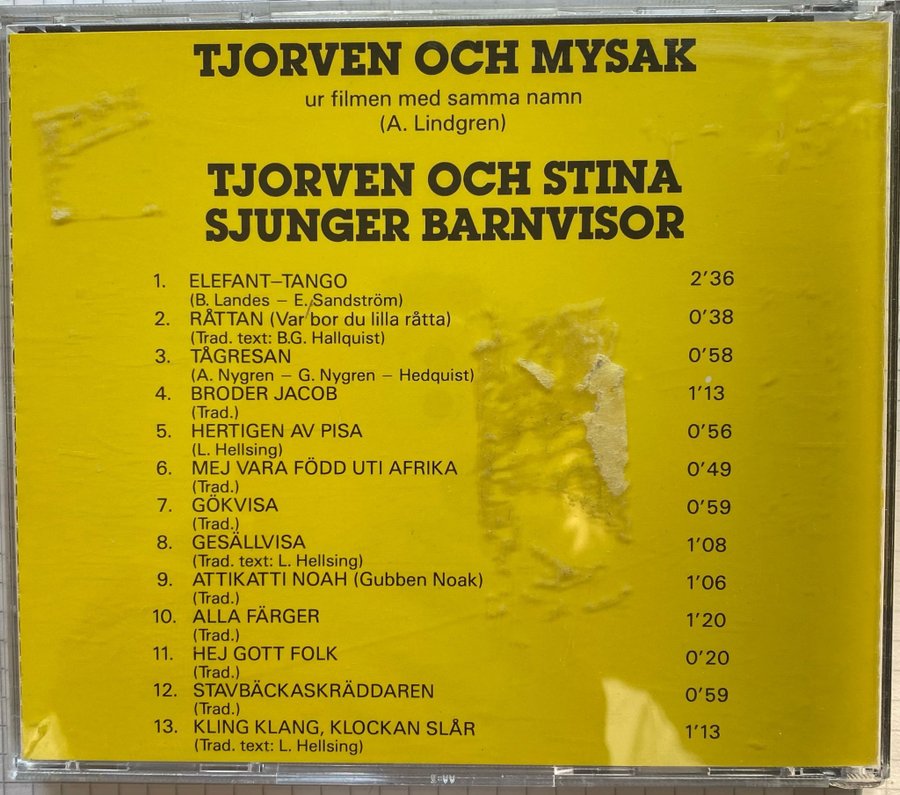 TJORVEN OCH MYSAK
ur filmen med samma namn
(A. Lindgren)
TJORVEN OCH STINA
SJUNGER BARNVISOR
1. ELEFANT–TANGO 2'36
(B. Landes – E. Sandström)
2. RÅTTAN (Var bor du lilla råtta) 0'38
(Trad. text: B.G. Hallquist)
3. TÅGRESAN 0'58
(A. Nygren – G. Nygren – Hedquist)
4. BRODER JACOB 1'13
(Trad.)
5. HERTIGEN AV PISA 0'56
(L. Hellsing)
6. MEJ VARA FÖDD UTI AFRIKA 0'49
(Trad.)
7. GÖKVISA 0'59
(Trad.)
8. GESÄLLVISA 1'08
(Trad. text: L. Hellsing)
9. ATTIKATTI NOAH (Gubben Noak) 1'06
(Trad.)
10. ALLA FÄRGER 1'20
(Trad.)
11. HEJ GOTT FOLK 0'20
(Trad.)
12. STAVBÄCKASKRÄDDAREN 0'59
(Trad.)
13. KLING KLANG, KLOCKAN SLÅR 1'13
(Trad. text: L. Hellsing)